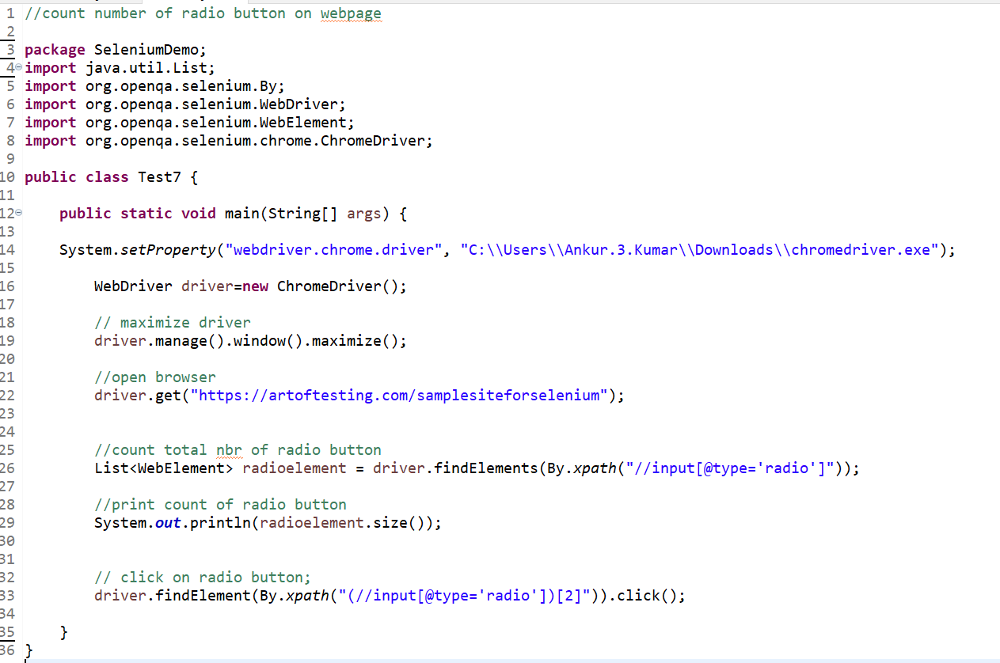 1 //count number of radio button on webpage
2
3 package SeleniumDemo;
4 import java.util.List;
5 import org.openqa.selenium.By;
6 import org.openqa.selenium.WebDriver;
7 import org.openqa.selenium.WebElement;
8 import org.openqa.selenium.chrome.ChromeDriver;
9
10 public class Test7 {
11
12 public static void main(String[] args) {
13
14 System.setProperty("webdriver.chrome.driver", "C:\\Users\\Ankur.3.Kumar\\Downloads\\chromedriver.exe");
15
16 WebDriver driver=new ChromeDriver();
17
18 // maximize driver
19 driver.manage().window().maximize();
20
21 //open browser
22 driver.get("https://artoftesting.com/samplesiteforselenium");
23
24
25 //count total nbr of radio button
26 List<WebElement> radioelement = driver.findElements(By.xpath("//input[@type='radio']"));
27
28 //print count of radio button
29 System.out.println(radioelement.size());
30
31
32 // click on radio button;
33 driver.findElement(By.xpath("(//input[@type='radio'])[2]")).click();
34
35 }
36 }